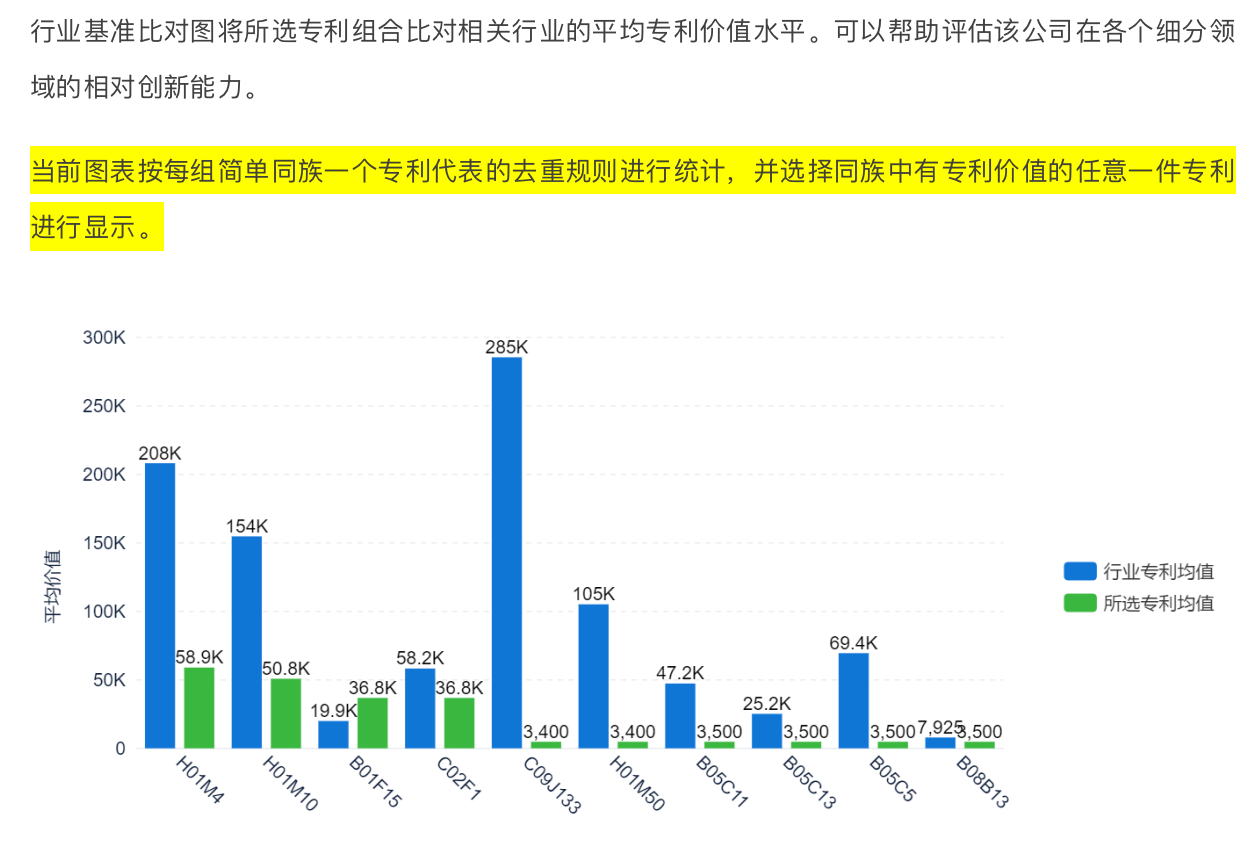 行业基准比对图将所选专利组合比对相关行业的平均专利价值水平。可以帮助评估该公司在各个细分领
域的相对创新能力。
当前图表按每组简单同族一个专利代表的去重规则进行统计，并选择同族中有专利价值的任意一件专利
进行显示。
300K
250K
200K
150K
100K
50K
0
平均价值
208K
58.9K
154K
50.8K
19.9K
36.8K
58.2K
36.8K
285K
3,400
105K
3,400
47.2K
3,500
25.2K
3,500
69.4K
3,500
7,925
3,500
H01M4
H01M10
B01F15
C02F1
C09J133
H01M50
B05C11
B05C13
B05C5
B08B13
行业专利均值
所选专利均值